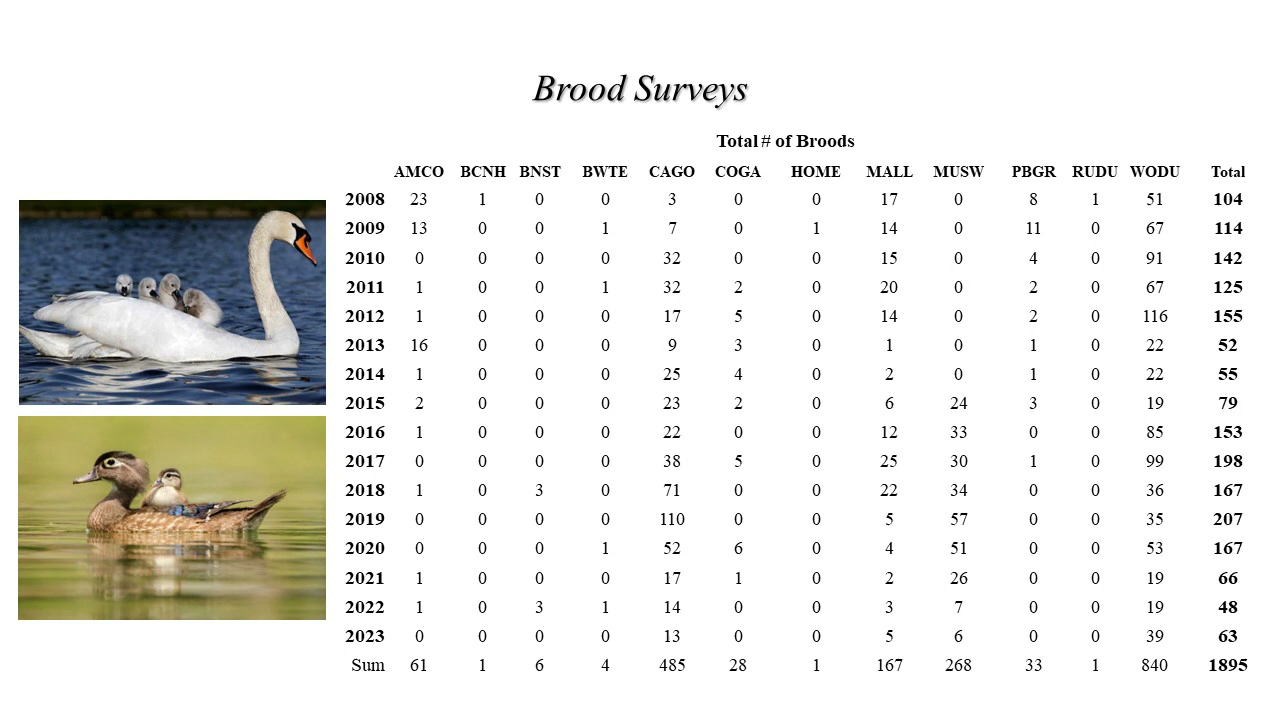 Brood Surveys
Total # of Broods
AMCO BCNH BNST BWTE CAGO COGA HOME MALL MUSW PBGR RUDU WODU Total
2008 23 1 0 0 3 0 0 17 0 8 1 51 104
2009 13 0 0 1 7 0 1 14 0 11 0 67 114
2010 0 0 0 0 32 0 0 15 0 4 0 91 142
2011 1 0 0 1 32 2 0 20 0 2 0 67 125
2012 1 0 0 0 17 5 0 14 0 2 0 116 155
2013 16 0 0 0 9 3 0 1 0 1 0 22 52
2014 1 0 0 0 25 4 0 2 0 1 0 22 55
2015 2 0 0 0 23 2 0 6 24 3 0 19 79
2016 1 0 0 0 22 0 0 12 33 0 0 85 153
2017 0 0 0 0 38 5 0 25 30 1 0 99 198
2018 1 0 3 0 71 0 0 22 34 0 0 36 167
2019 0 0 0 0 110 0 0 5 57 0 0 35 207
2020 0 0 0 1 52 6 0 4 51 0 0 53 167
2021 1 0 0 0 17 1 0 2 26 0 0 19 66
2022 1 0 3 1 14 0 0 3 7 0 0 19 48
2023 0 0 0 0 13 0 0 5 6 0 0 39 63
Sum 61 1 6 4 485 28 1 167 268 33 1 840 1895